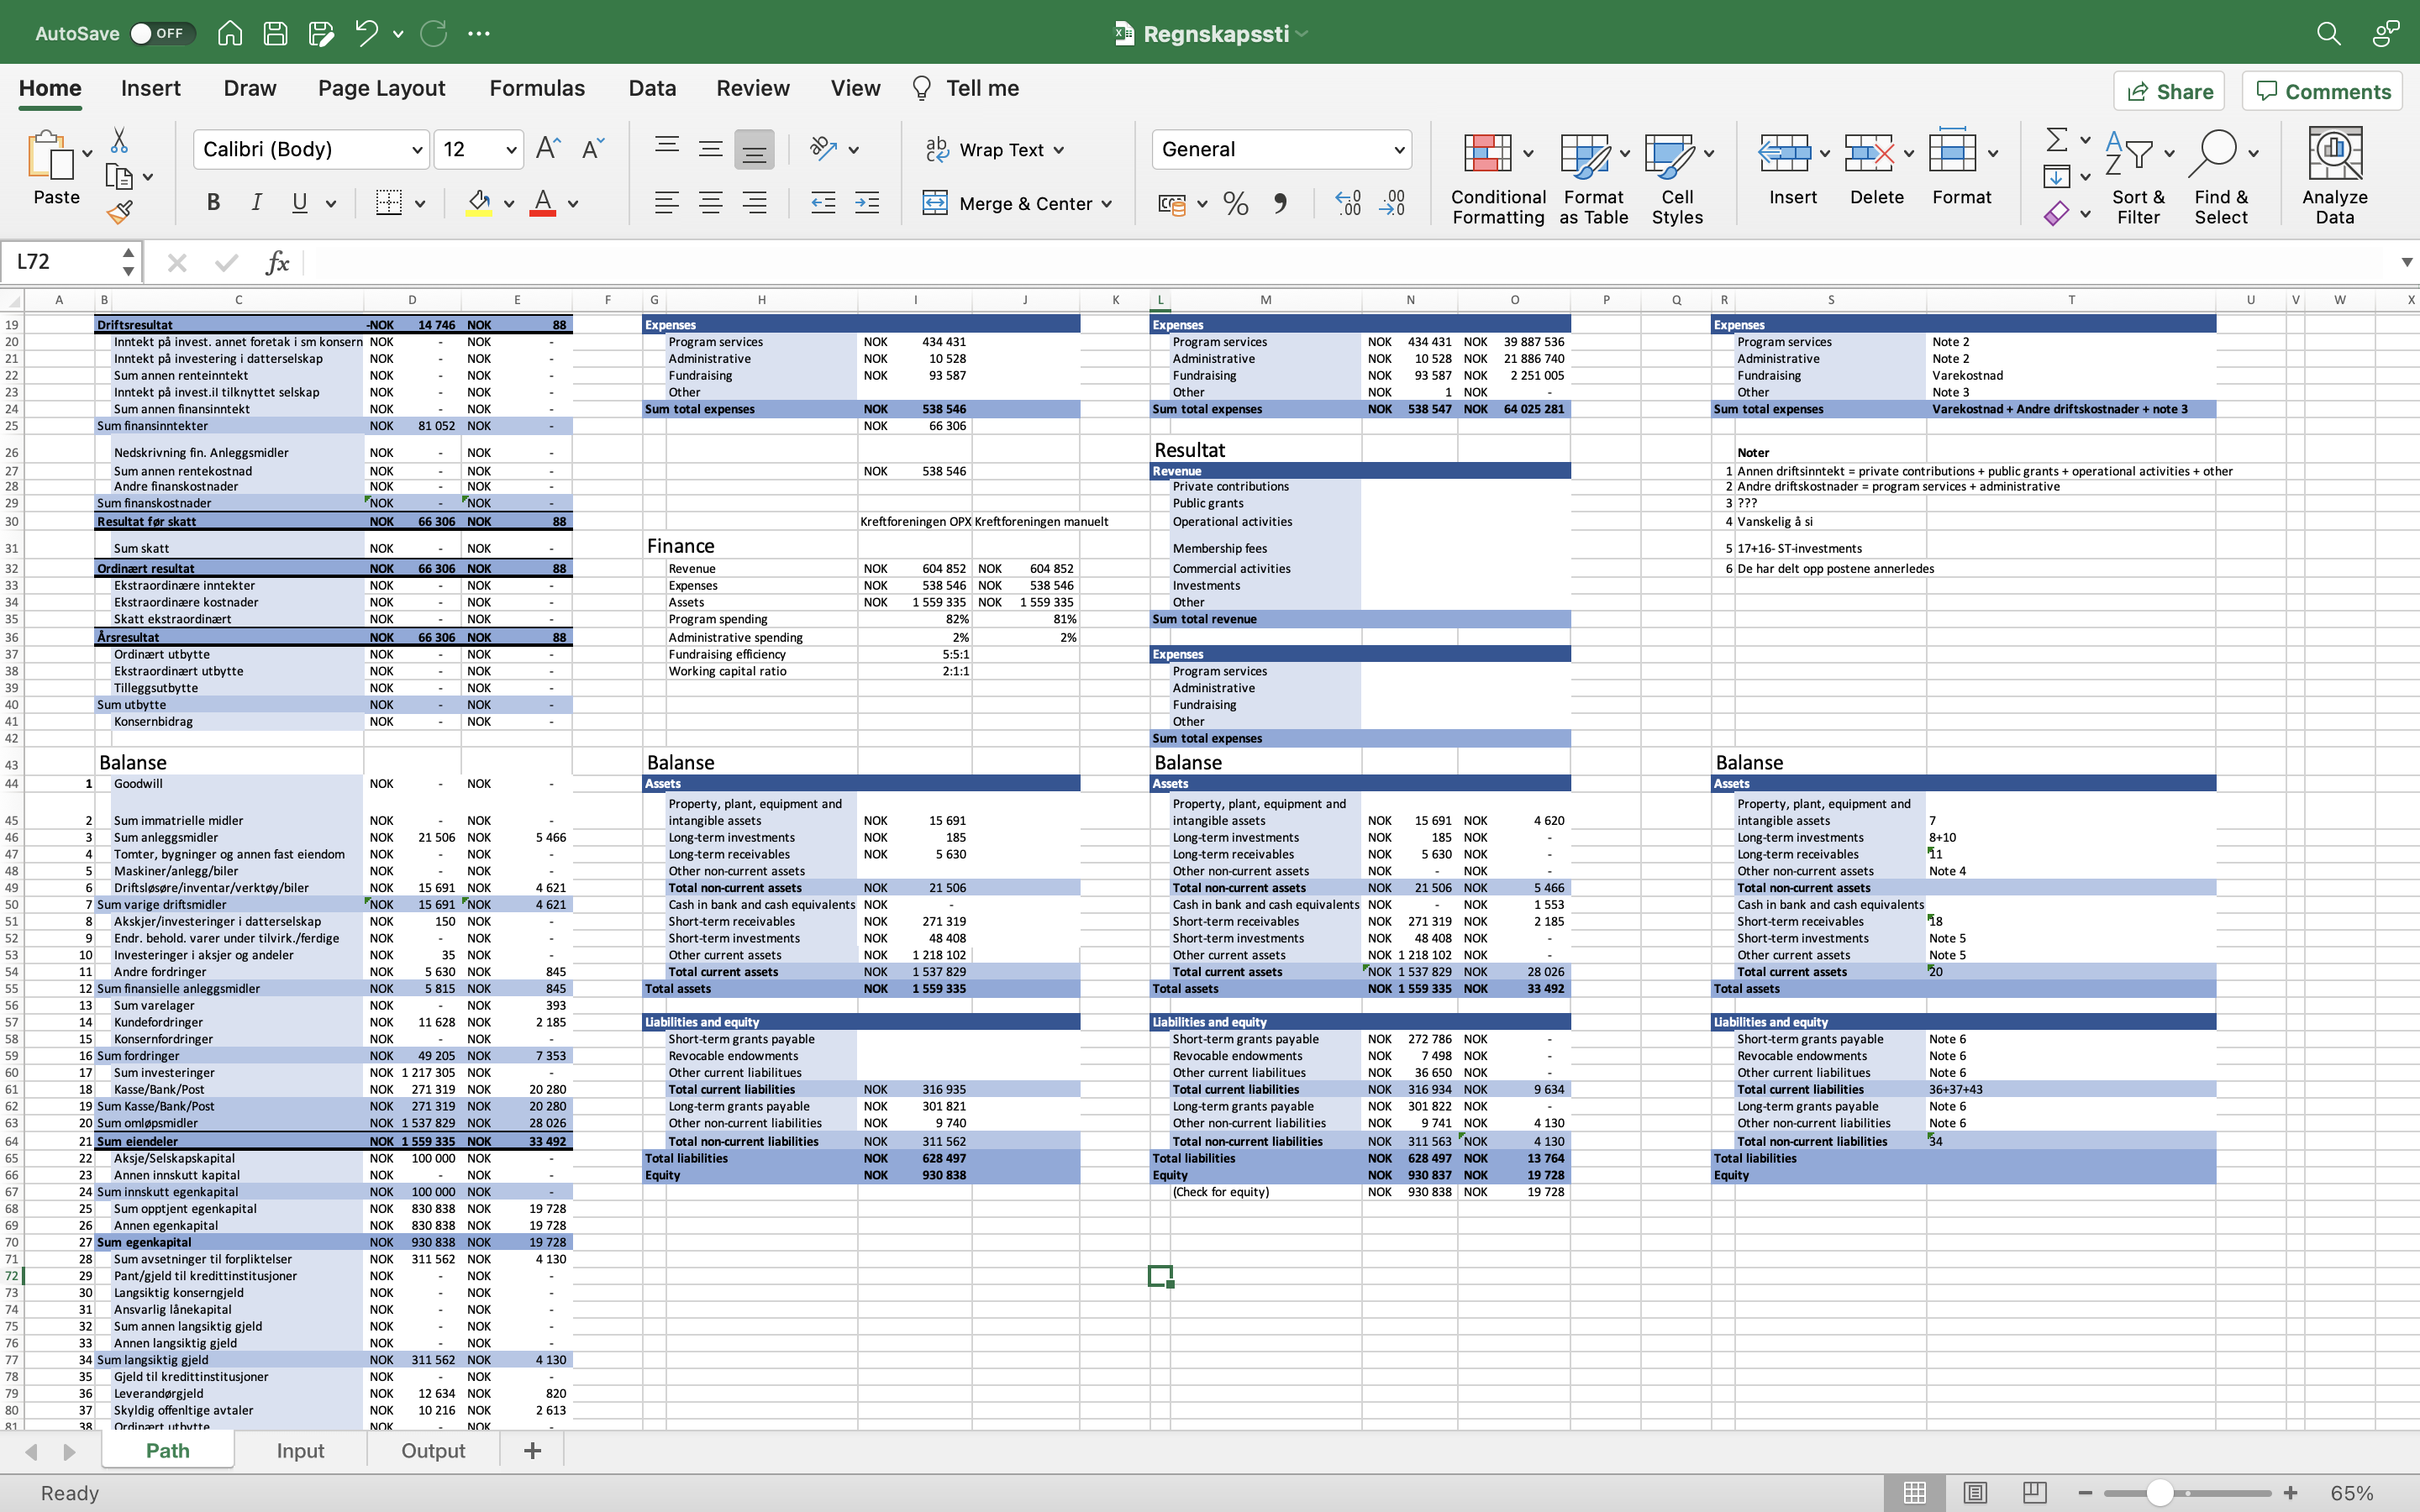 AutoSave OFF Regnskapssti
Home Insert Draw Page Layout Formulas Data Review View Tell me Share Comments
Calibri (Body) 12 Wrap Text General
Paste B I U Merge & Center % Conditional Formatting Format as Table Cell Styles Insert Delete Format Sort & Filter Find & Select Analyze Data
L72 fx
A B C D E F G H I J K L M N O P Q R S T U V W X
19 Driftsresultat -NOK 14 746 NOK 88 Expenses Expenses Expenses
20 Inntekt på invest. annet foretak i sm konsern NOK - NOK - Program services NOK 434 431 Program services NOK 434 431 NOK 39 887 536 Program services Note 2
21 Inntekt på investering i datterselskap NOK - NOK - Administrative NOK 10 528 Administrative NOK 10 528 NOK 21 886 740 Administrative Note 2
22 Sum annen renteinntekt NOK - NOK - Fundraising NOK 93 587 Fundraising NOK 93 587 NOK 2 251 005 Fundraising Varekostnad
23 Inntekt på invest.il tilknyttet selskap NOK - NOK - Other Other NOK 1 NOK - Other Note 3
24 Sum annen finansinntekt NOK - NOK - Sum total expenses NOK 538 546 Sum total expenses NOK 538 547 NOK 64 025 281 Sum total expenses Varekostnad + Andre driftskostnader + note 3
25 Sum finansinntekter NOK 81 052 NOK - NOK 66 306
26 Nedskrivning fin. Anleggsmidler NOK - NOK - Resultat Noter
27 Sum annen rentekostnad NOK - NOK - NOK 538 546 Revenue 1 Annen driftsinntekt = private contributions + public grants + operational activities + other
28 Andre finanskostnader NOK - NOK - Private contributions 2 Andre driftskostnader = program services + administrative
29 Sum finanskostnader NOK - NOK - Public grants 3 ???
30 Resultat før skatt NOK 66 306 NOK 88 Kreftforeningen OPX Kreftforeningen manuelt Operational activities 4 Vanskelig å si
31 Sum skatt NOK - NOK - Finance Membership fees 5 17+16- ST-investments
32 Ordinært resultat NOK 66 306 NOK 88 Revenue NOK 604 852 NOK 604 852 Commercial activities 6 De har delt opp postene annerledes
33 Ekstraordinære inntekter NOK - NOK - Expenses NOK 538 546 NOK 538 546 Investments
34 Ekstraordinære kostnader NOK - NOK - Assets NOK 1 559 335 NOK 1 559 335 Other
35 Skatt ekstraordinært NOK - NOK - Program spending 82% 81% Sum total revenue
36 Årsresultat NOK 66 306 NOK 88 Administrative spending 2% 2%
37 Ordinært utbytte NOK - NOK - Fundraising efficiency 5:5:1 Expenses
38 Ekstraordinært utbytte NOK - NOK - Working capital ratio 2:1:1 Program services
39 Tilleggsutbytte NOK - NOK - Administrative
40 Sum utbytte NOK - NOK - Fundraising
41 Konsernbidrag NOK - NOK - Other
42 Sum total expenses
43 Balanse Balanse Balanse Balanse
44 1 Goodwill NOK - NOK - Assets Assets Assets
Property, plant, equipment and Property, plant, equipment and Property, plant, equipment and
45 2 Sum immatrielle midler NOK - NOK - intangible assets NOK 15 691 intangible assets NOK 15 691 NOK 4 620 intangible assets 7
46 3 Sum anleggsmidler NOK 21 506 NOK 5 466 Long-term investments NOK 185 Long-term investments NOK 185 NOK - Long-term investments 8+10
47 4 Tomter, bygninger og annen fast eiendom NOK - NOK - Long-term receivables NOK 5 630 Long-term receivables NOK 5 630 NOK - Long-term receivables 11
48 5 Maskiner/anlegg/biler NOK - NOK - Other non-current assets Other non-current assets NOK - NOK - Other non-current assets Note 4
49 6 Driftsløsøre/inventar/verktøy/biler NOK 15 691 NOK 4 621 Total non-current assets NOK 21 506 Total non-current assets NOK 21 506 NOK 5 466 Total non-current assets
50 7 Sum varige driftsmidler NOK 15 691 NOK 4 621 Cash in bank and cash equivalents NOK - Cash in bank and cash equivalents NOK - NOK 1 553 Cash in bank and cash equivalents
51 8 Akskjer/investeringer i datterselskap NOK 150 NOK - Short-term receivables NOK 271 319 Short-term receivables NOK 271 319 NOK 2 185 Short-term receivables 18
52 9 Endr. behold. varer under tilvirk./ferdige NOK - NOK - Short-term investments NOK 48 408 Short-term investments NOK 48 408 NOK - Short-term investments Note 5
53 10 Investeringer i aksjer og andeler NOK 35 NOK - Other current assets NOK 1 218 102 Other current assets NOK 1 218 102 NOK - Other current assets Note 5
54 11 Andre fordringer NOK 5 630 NOK 845 Total current assets NOK 1 537 829 Total current assets NOK 1 537 829 NOK 28 026 Total current assets 20
55 12 Sum finansielle anleggsmidler NOK 5 815 NOK 845 Total assets NOK 1 559 335 Total assets NOK 1 559 335 NOK 33 492 Total assets
56 13 Sum varelager NOK - NOK 393
57 14 Kundefordringer NOK 11 628 NOK 2 185 Liabilities and equity Liabilities and equity Liabilities and equity
58 15 Konsernfordringer NOK - NOK - Short-term grants payable Short-term grants payable NOK 272 786 NOK - Short-term grants payable Note 6
59 16 Sum fordringer NOK 49 205 NOK 7 353 Revocable endowments Revocable endowments NOK 7 498 NOK - Revocable endowments Note 6
60 17 Sum investeringer NOK 1 217 305 NOK - Other current liabilitues Other current liabilitues NOK 36 650 NOK - Other current liabilitues Note 6
61 18 Kasse/Bank/Post NOK 271 319 NOK 20 280 Total current liabilities NOK 316 935 Total current liabilities NOK 316 934 NOK 9 634 Total current liabilities 36+37+43
62 19 Sum Kasse/Bank/Post NOK 271 319 NOK 20 280 Long-term grants payable NOK 301 821 Long-term grants payable NOK 301 822 NOK - Long-term grants payable Note 6
63 20 Sum omløpsmidler NOK 1 537 829 NOK 28 026 Other non-current liabilities NOK 9 740 Other non-current liabilities NOK 9 741 NOK 4 130 Other non-current liabilities Note 6
64 21 Sum eiendeler NOK 1 559 335 NOK 33 492 Total non-current liabilities NOK 311 562 Total non-current liabilities NOK 311 563 NOK 4 130 Total non-current liabilities 34
65 22 Aksje/Selskapskapital NOK 100 000 NOK - Total liabilities NOK 628 497 Total liabilities NOK 628 497 NOK 13 764 Total liabilities
66 23 Annen innskutt kapital NOK - NOK - Equity NOK 930 838 Equity NOK 930 837 NOK 19 728 Equity
67 24 Sum innskutt egenkapital NOK 100 000 NOK - (Check for equity) NOK 930 838 NOK 19 728
68 25 Sum opptjent egenkapital NOK 830 838 NOK 19 728
69 26 Annen egenkapital NOK 830 838 NOK 19 728
70 27 Sum egenkapital NOK 930 838 NOK 19 728
71 28 Sum avsetninger til forpliktelser NOK 311 562 NOK 4 130
72 29 Pant/gjeld til kredittinstitusjoner NOK - NOK -
73 30 Langsiktig konserngjeld NOK - NOK -
74 31 Ansvarlig lånekapital NOK - NOK -
75 32 Sum annen langsiktig gjeld NOK - NOK -
76 33 Annen langsiktig gjeld NOK - NOK -
77 34 Sum langsiktig gjeld NOK 311 562 NOK 4 130
78 35 Gjeld til kredittinstitusjoner NOK - NOK -
79 36 Leverandørgjeld NOK 12 634 NOK 820
80 37 Skyldig offenltige avtaler NOK 10 216 NOK 2 613
81 38 Ordinært utbytte NOK - NOK -
Path Input Output +
Ready 65%